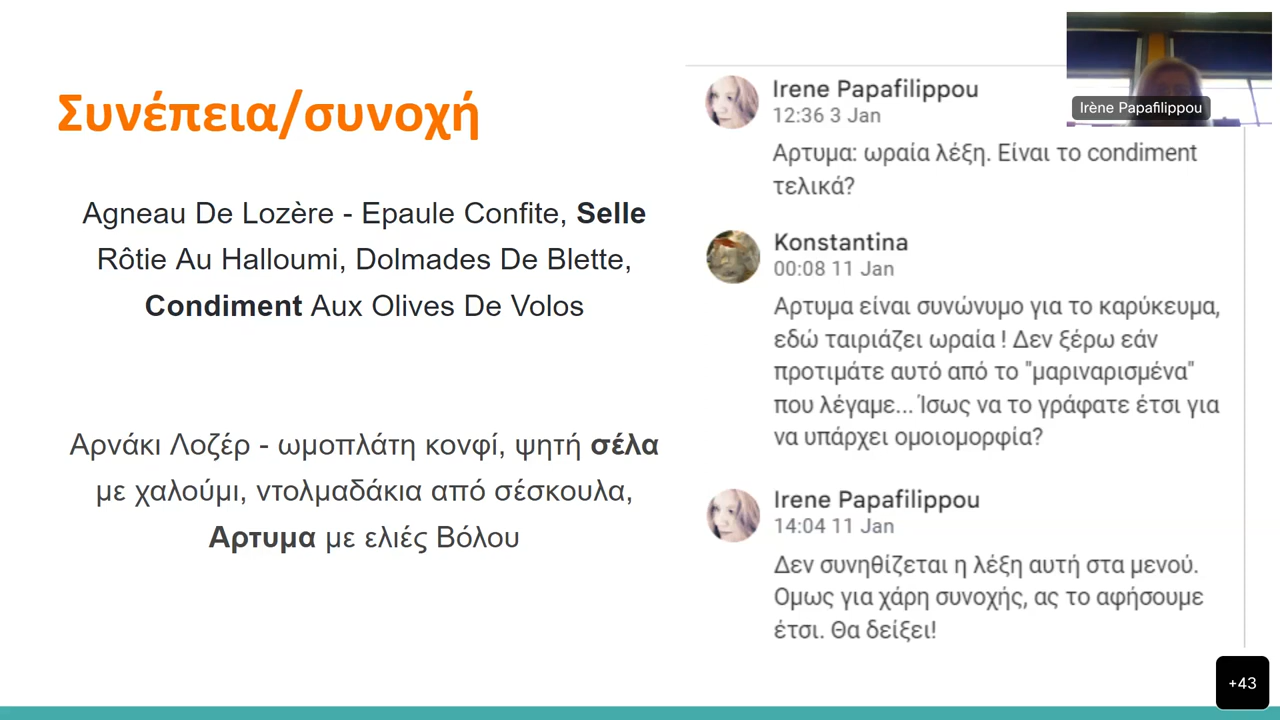 Συνέπεια/συνοχή
Agneau De Lozère - Epaule Confite, Selle
Rôtie Au Halloumi, Dolmades De Blette,
Condiment Aux Olives De Volos
Αρνάκι Λοζέρ - ωμοπλάτη κονφί, ψητή σέλα
με χαλούμι, ντολμαδάκια από σέσκουλα,
Αρτυμα με ελιές Βόλου
Irene Papafilippou
12:36 3 Jan
Αρτυμα: ωραία λέξη. Είναι το condiment
τελικά?
Konstantina
00:08 11 Jan
Αρτυμα είναι συνώνυμο για το καρύκευμα,
εδώ ταιριάζει ωραία ! Δεν ξέρω εάν
προτιμάτε αυτό από το "μαριναρισμένα"
που λέγαμε... Ίσως να το γράφατε έτσι για
να υπάρχει ομοιομορφία?
Irene Papafilippou
14:04 11 Jan
Δεν συνηθίζεται η λέξη αυτή στα μενού.
Ομως για χάρη συνοχής, ας το αφήσουμε
έτσι. Θα δείξει!
Irène Papafilippou
+43